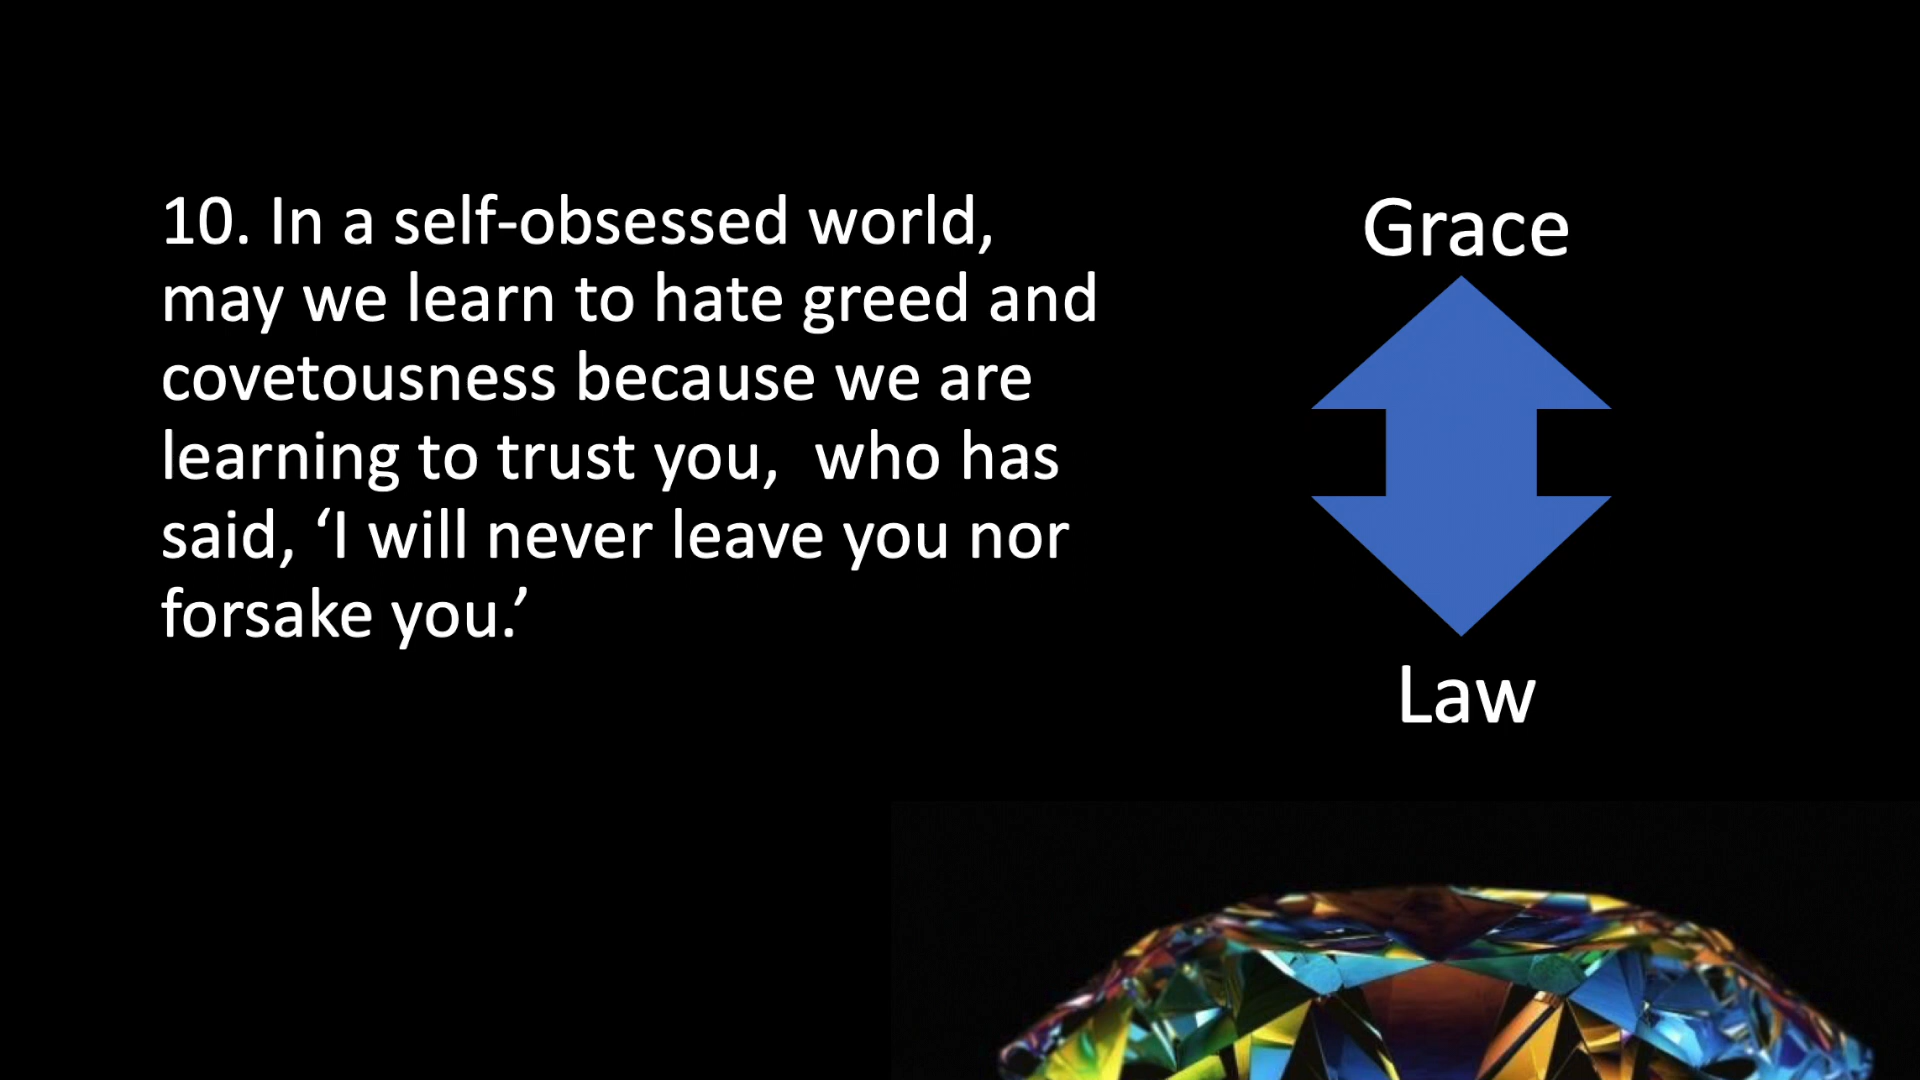 10. In a self-obsessed world,
may we learn to hate greed and
covetousness because we are
learning to trust you,  who has
said, ‘I will never leave you nor
forsake you.’
Grace
Law